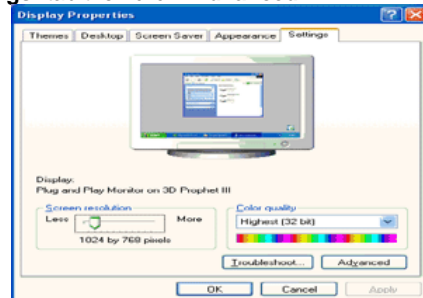 Display Properties
Themes Desktop Screen Saver Appearance Settings
Display:
Plug and Play Monitor on 3D Prophet III
Screen resolution
Less More
1024 by 768 pixels
Color quality
Highest (32 bit)
Troubleshoot... Advanced
OK Cancel Apply